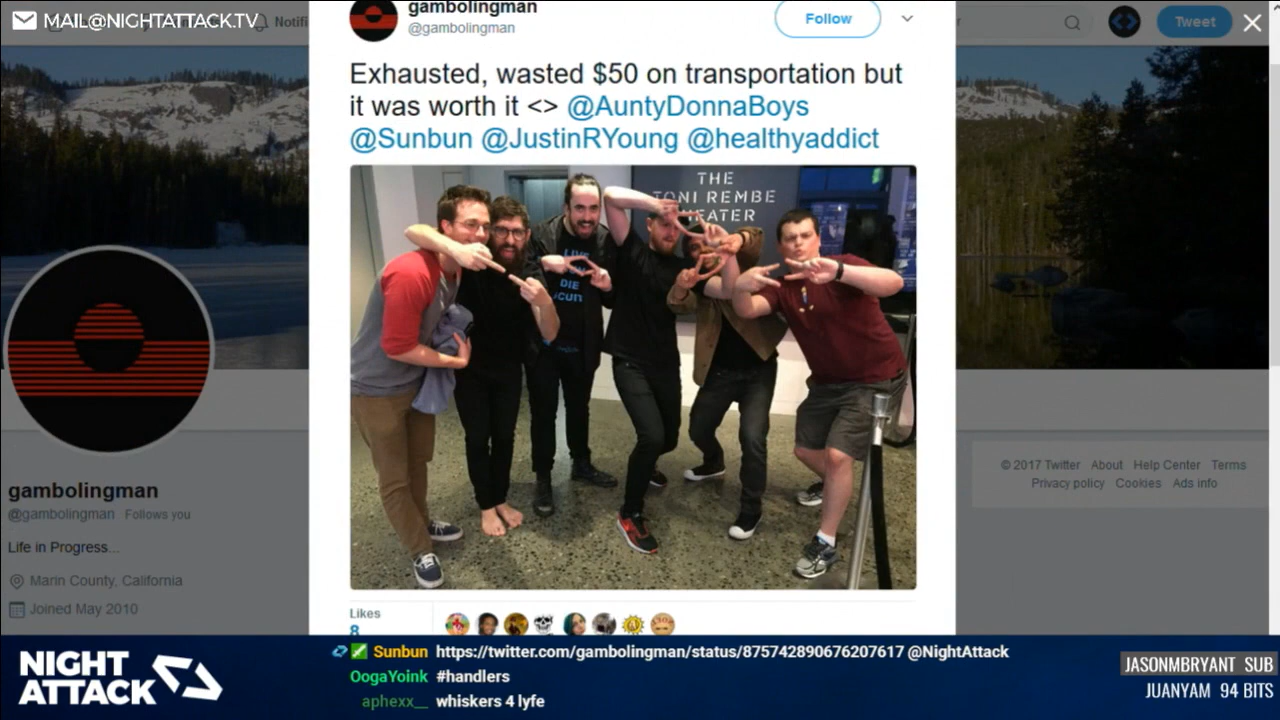 MAIL@NIGHTATTACK.TV
Notifi
gambolingman
@gambolingman
Follow
Tweet
Exhausted, wasted $50 on transportation but
it was worth it <> @AuntyDonnaBoys
@Sunbun @JustinRYoung @healthyaddict
THE
TONI REMBE
THEATER
LIVE
DIE
gambolingman
@gambolingman Follows you
Life in Progress...
Marin County, California
Joined May 2010
© 2017 Twitter About Help Center Terms
Privacy policy Cookies Ads info
Likes
8
NIGHT
ATTACK
Sunbun https://twitter.com/gambolingman/status/875742890676207617 @NightAttack
OogaYoink #handlers
aphexx__ whiskers 4 lyfe
JASONMBRYANT SUB
JUANYAM 94 BITS